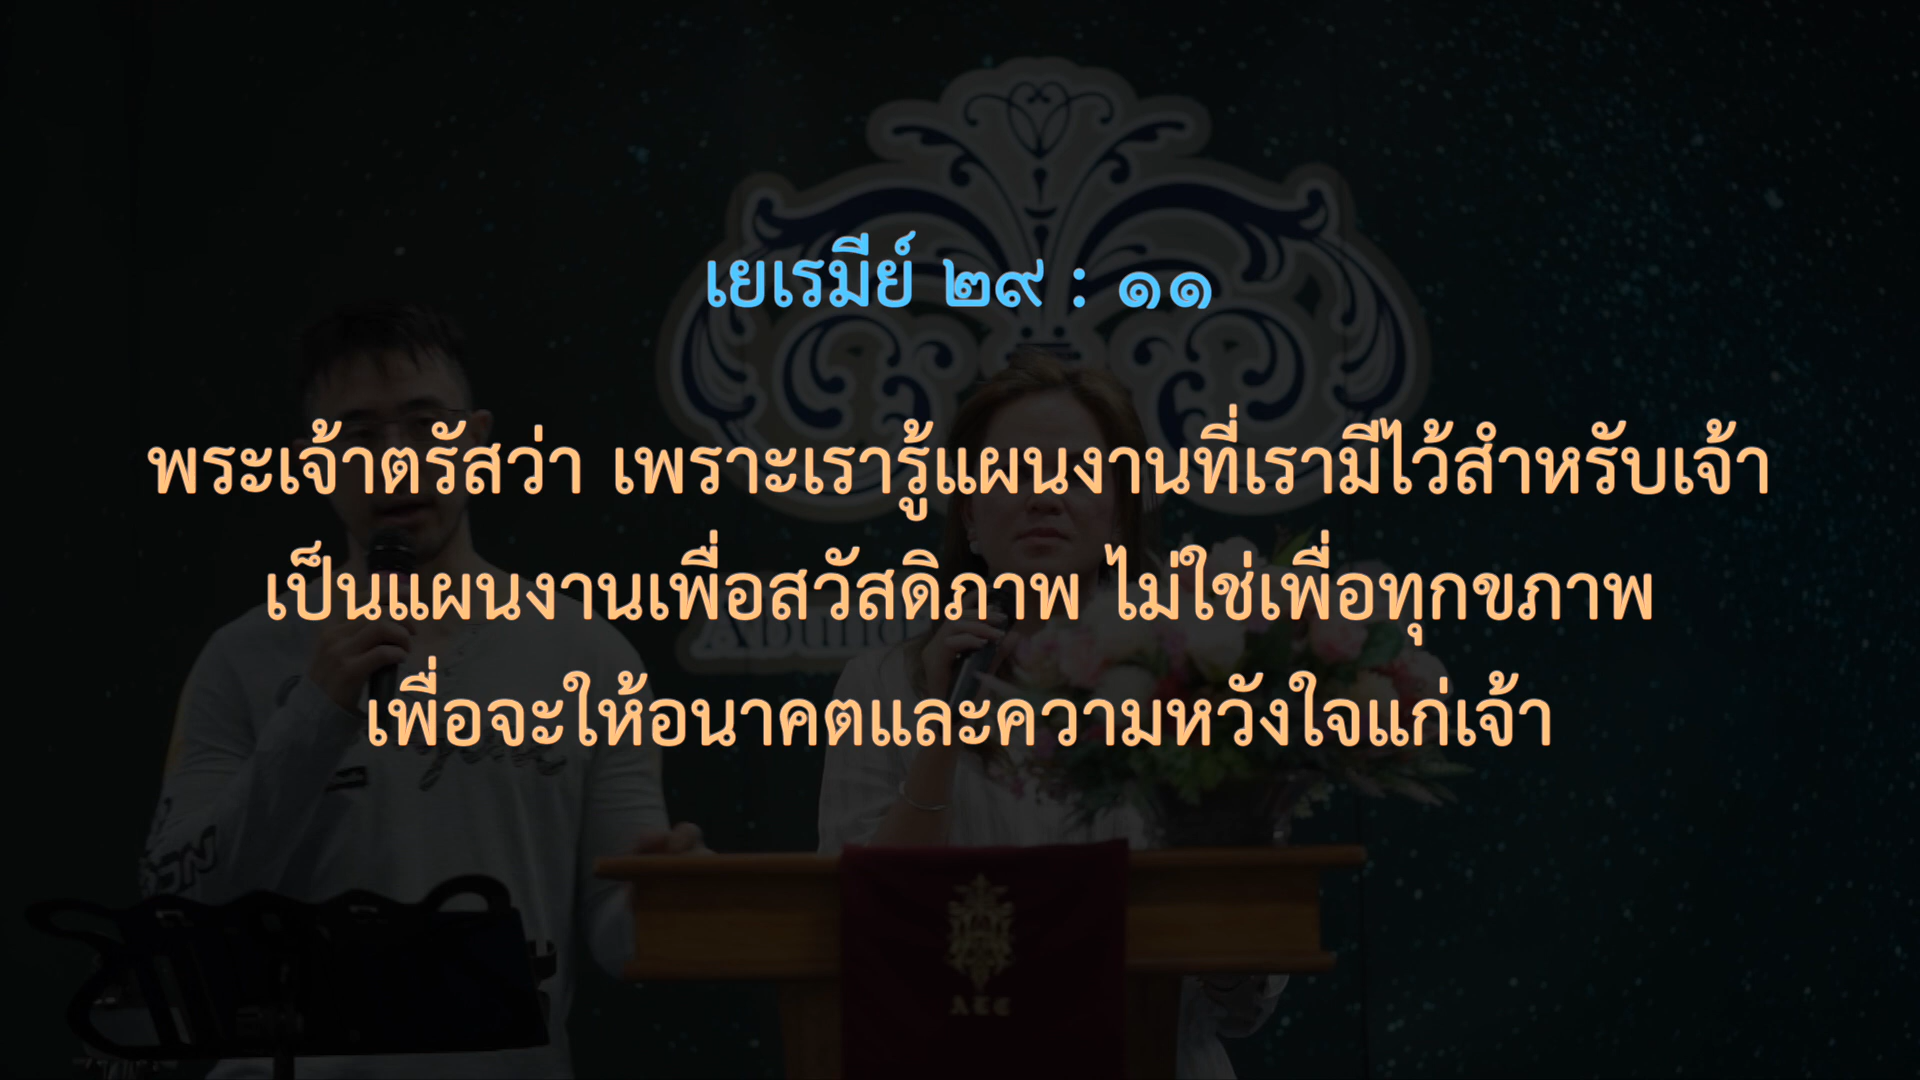 เยเรมีย์ ๒๙ : ๑๑
พระเจ้าตรัสว่า เพราะเรารู้แผนงานที่เรามีไว้สำหรับเจ้า
เป็นแผนงานเพื่อสวัสดิภาพ ไม่ใช่เพื่อทุกขภาพ
เพื่อจะให้อนาคตและความหวังใจแก่เจ้า
ATC